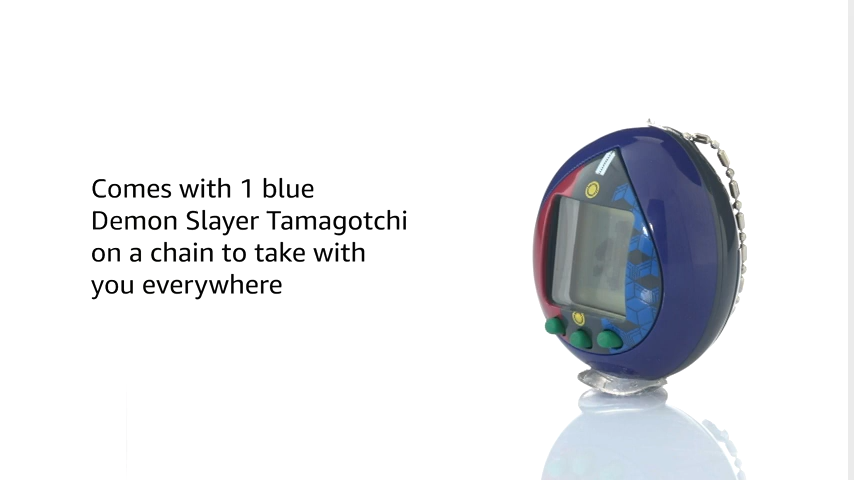 Comes with 1 blue
Demon Slayer Tamagotchi
on a chain to take with
you everywhere